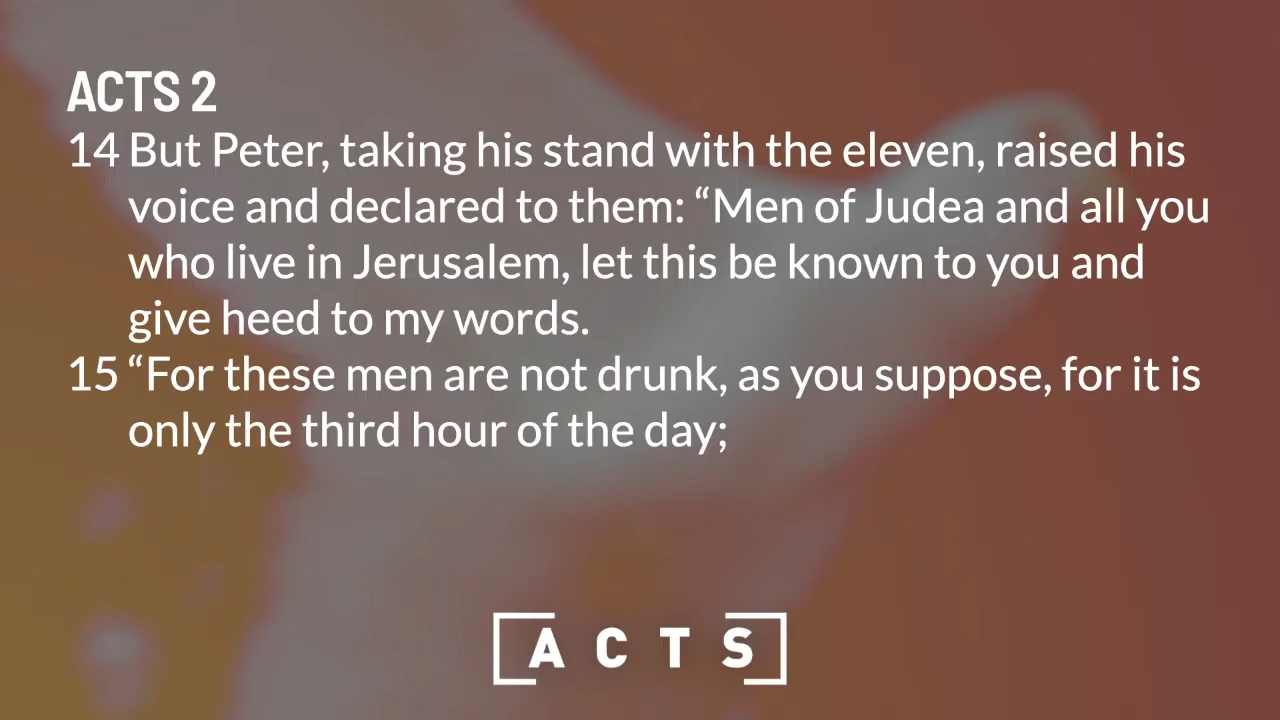 ACTS 2
14 But Peter, taking his stand with the eleven, raised his
voice and declared to them: “Men of Judea and all you
who live in Jerusalem, let this be known to you and
give heed to my words.
15 “For these men are not drunk, as you suppose, for it is
only the third hour of the day;
ACTS